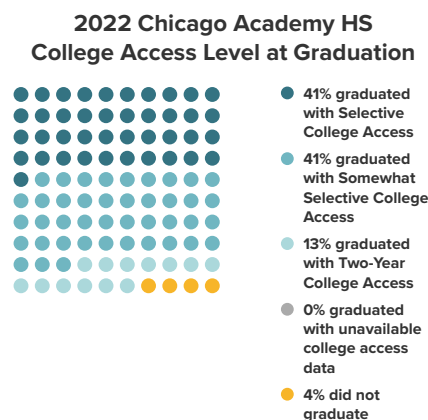 2022 Chicago Academy HS
College Access Level at Graduation
41% graduated
with Selective
College Access
41% graduated
with Somewhat
Selective College
Access
13% graduated
with Two-Year
College Access
0% graduated
with unavailable
college access
data
4% did not
graduate